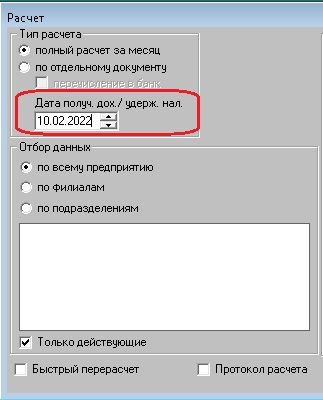 Расчет
Тип расчета
полный расчет за месяц
по отдельному документу
перечисление в банк
Дата получ. дох./ удерж. нал.
10.02.2022
Отбор данных
по всему предприятию
по филиалам
по подразделениям
Только действующие
Быстрый перерасчет
Протокол расчета